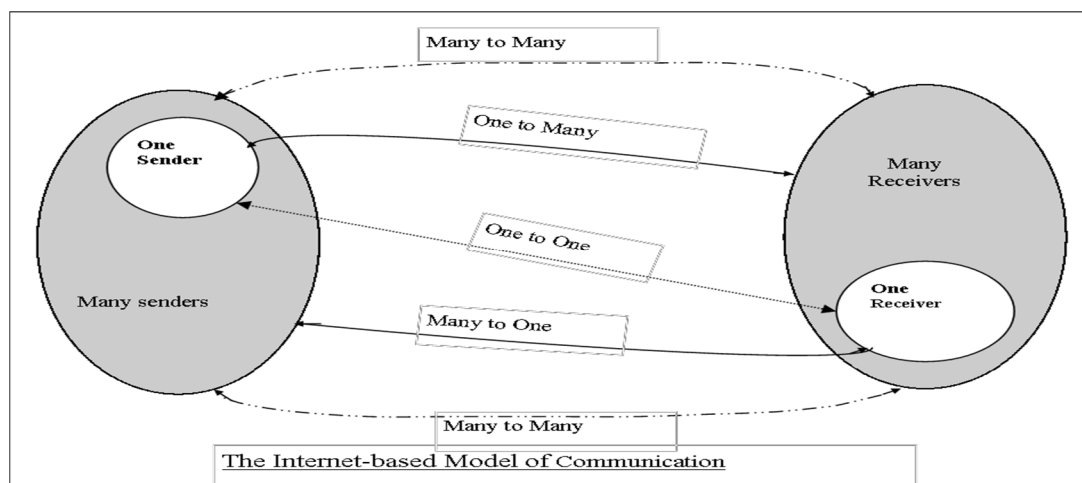 Many to Many
One to Many
One
Sender
Many
Receivers
One to One
Many senders
One
Receiver
Many to One
Many to Many
The Internet-based Model of Communication